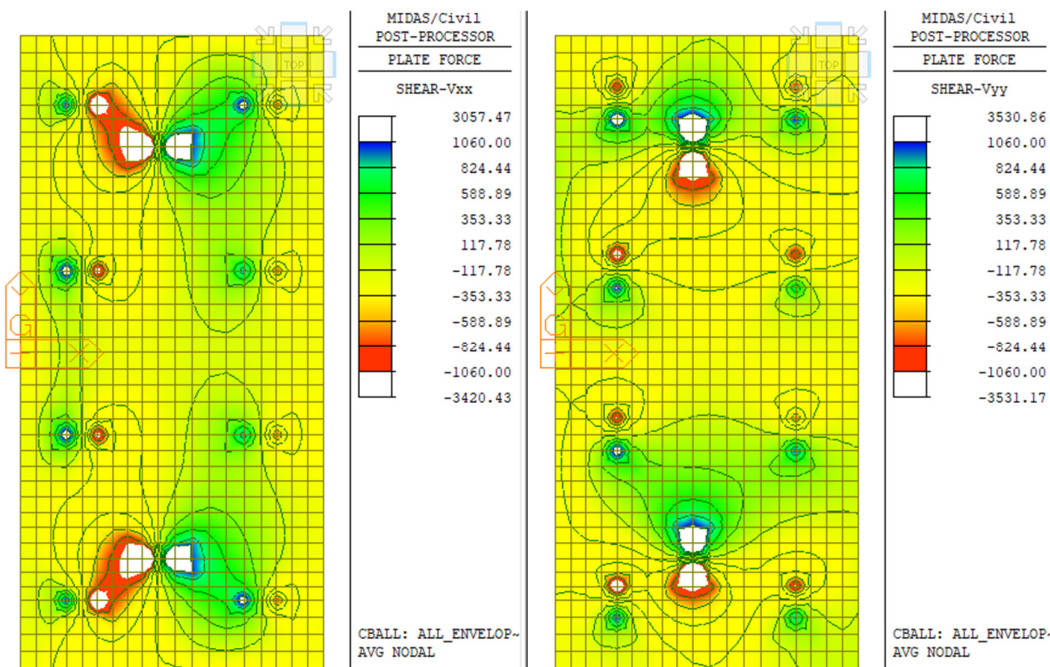 MIDAS/Civil
POST-PROCESSOR
PLATE FORCE
SHEAR-Vxx
3057.47
1060.00
824.44
588.89
353.33
117.78
-117.78
-353.33
-588.89
-824.44
-1060.00
-3420.43
CBALL: ALL_ENVELOP~
AVG NODAL
TOP
X
MIDAS/Civil
POST-PROCESSOR
PLATE FORCE
SHEAR-Vyy
3530.86
1060.00
824.44
588.89
353.33
117.78
-117.78
-353.33
-588.89
-824.44
-1060.00
-3531.17
CBALL: ALL_ENVELOP~
AVG NODAL
TOP
X